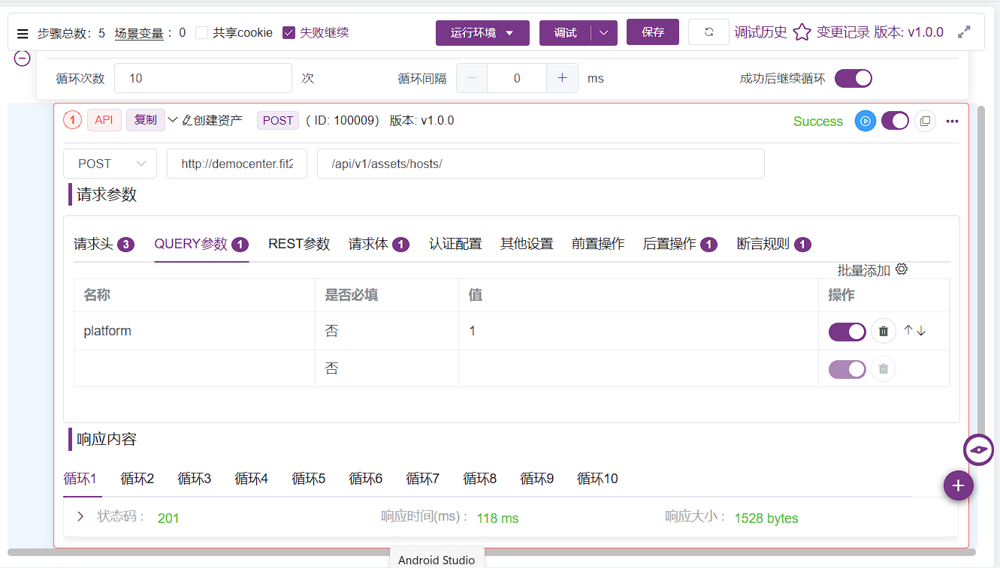 步骤总数：5 场景变量： 0 共享cookie 失败继续 运行环境 调试 保存 调试历史 变更记录 版本: v1.0.0
循环次数 10 次 循环间隔 0 ms 成功后继续循环
1 API 复制 创建资产 POST ( ID: 100009) 版本: v1.0.0 Success
POST http://democenter.fit2 /api/v1/assets/hosts/
请求参数
请求头 3 QUERY参数 1 REST参数 请求体 1 认证配置 其他设置 前置操作 后置操作 1 断言规则 1
批量添加
名称 是否必填 值 操作
platform 否 1
否
响应内容
循环1 循环2 循环3 循环4 循环5 循环6 循环7 循环8 循环9 循环10
状态码： 201 响应时间(ms)： 118 ms 响应大小： 1528 bytes
Android Studio